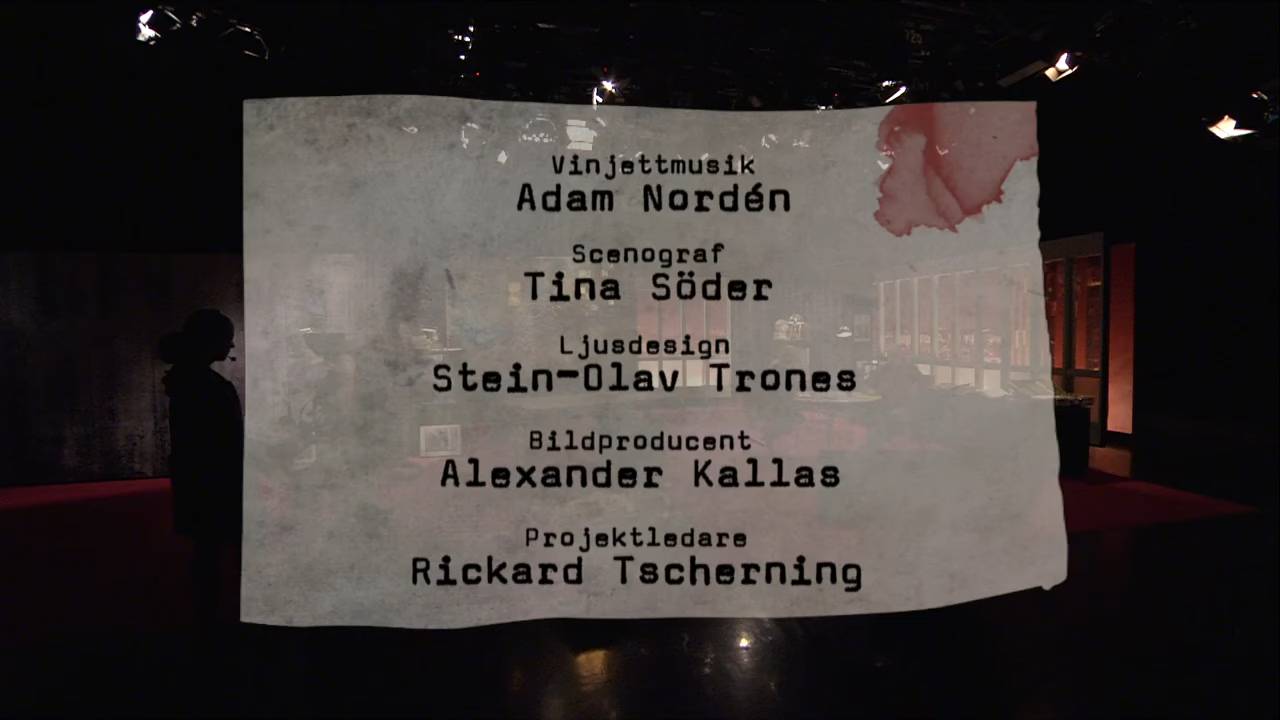 Vinjettmusik
Adam Nordén
Scenograf
Tina Söder
Ljusdesign
Stein-Olav Trones
Bildproducent
Alexander Kallas
Projektledare
Rickard Tscherning